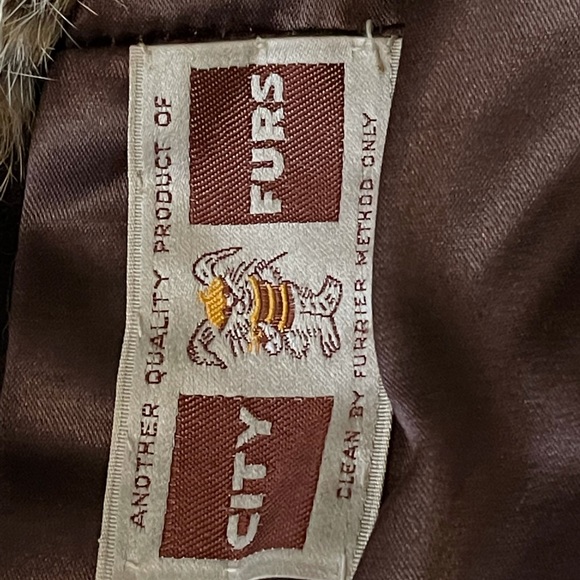 ANOTHER QUALITY PRODUCT OF
CITY FURS
CLEAN BY FURRIER METHOD ONLY